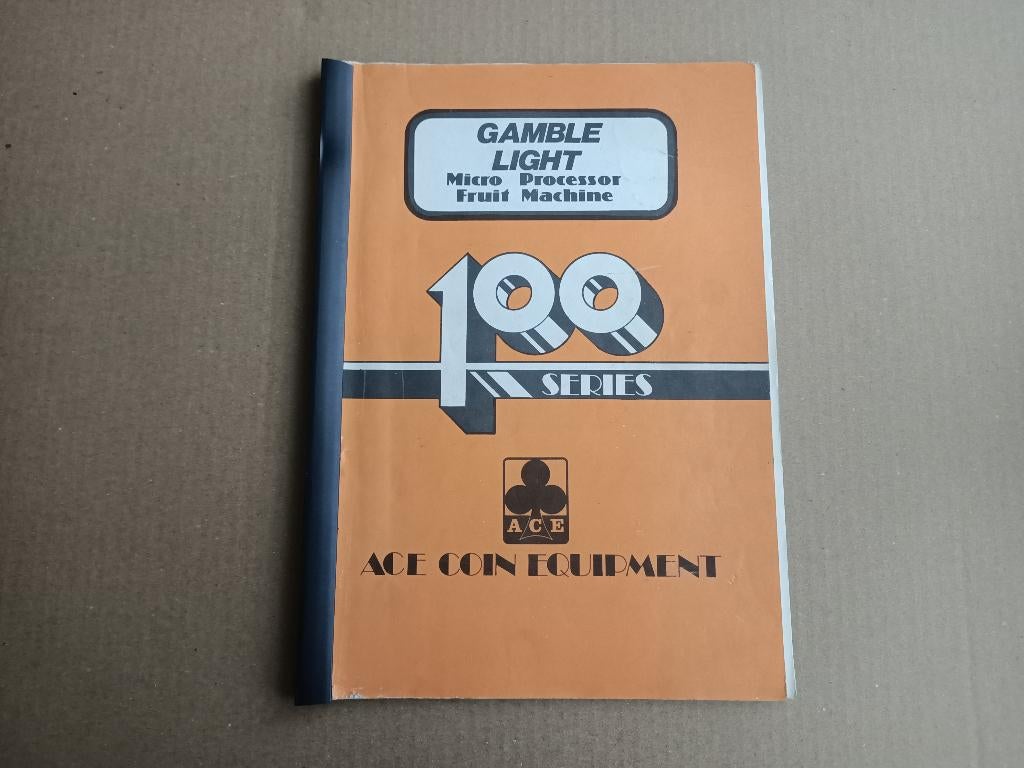 GAMBLE
LIGHT
Micro Processor
Fruit Machine
100
SERIES
ACE
ACE COIN EQUIPMENT